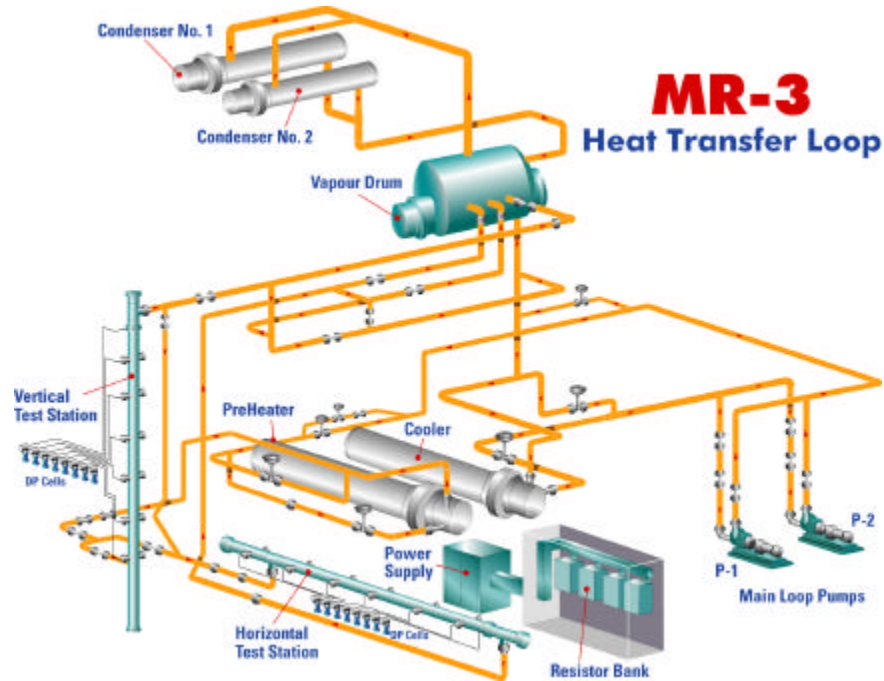 Condenser No. 1
MR-3
Heat Transfer Loop
Condenser No. 2
Vapour Drum
Vertical
Test Station
PreHeater
Cooler
DP Cells
Power
Supply
P-2
P-1
Main Loop Pumps
Horizontal
Test Station
DP Cells
Resistor Bank